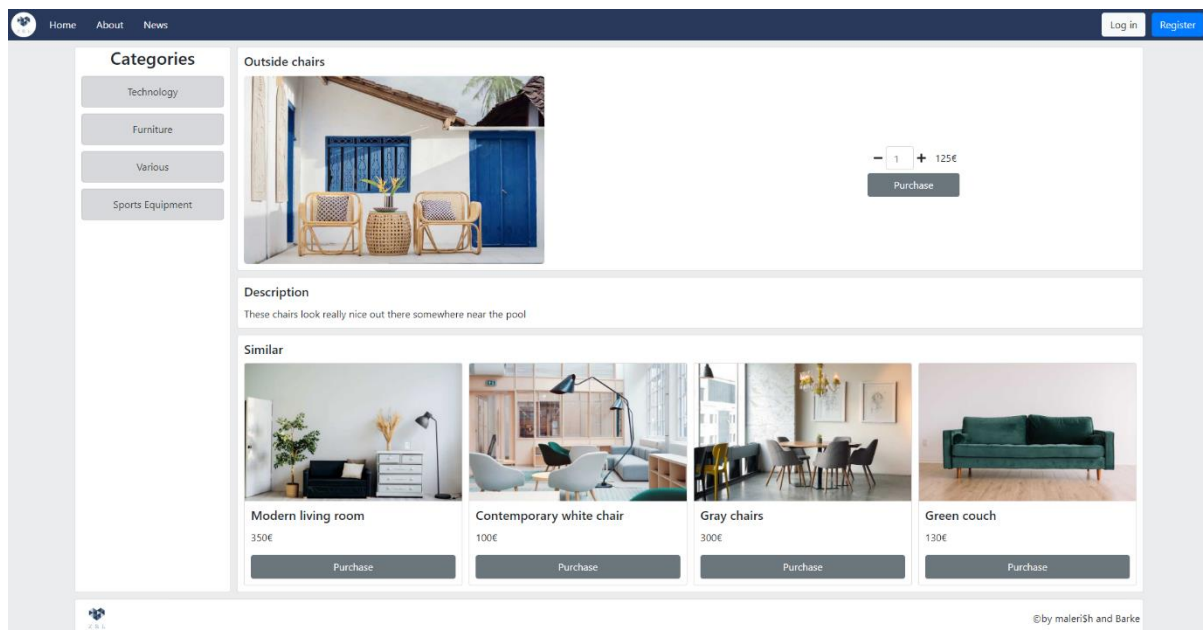 Home About News Log in Register
Categories
Technology
Furniture
Various
Sports Equipment
Outside chairs
1 125€
Purchase
Description
These chairs look really nice out there somewhere near the pool
Similar
Modern living room
350€
Purchase
Contemporary white chair
100€
Purchase
Gray chairs
300€
Purchase
Green couch
130€
Purchase
©by maleri$h and Barke